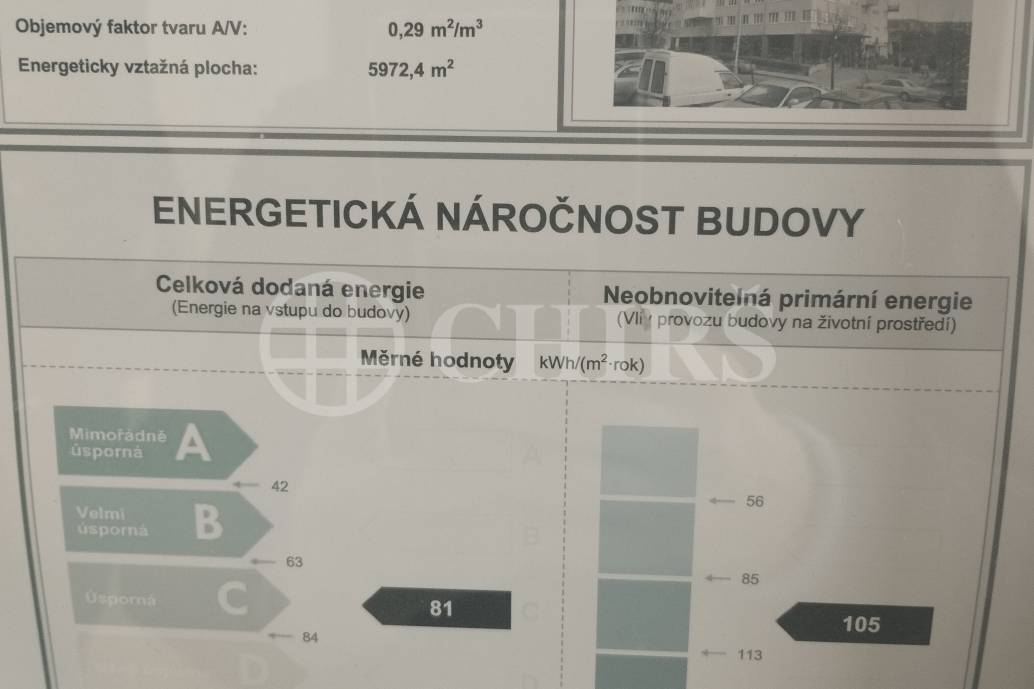 Objemový faktor tvaru A/V: 0,29 m²/m³
Energeticky vztažná plocha: 5972,4 m²
ENERGETICKÁ NÁROČNOST BUDOVY
Celková dodaná energie
(Energie na vstupu do budovy)
Neobnovitelná primární energie
(Vliv provozu budovy na životní prostředí)
Měrné hodnoty kWh/(m²·rok)
CHIRŠ
Mimořádně
úsporná
A
42
56
Velmi
úsporná
B
63
85
Úsporná
C
81
105
84
113
D